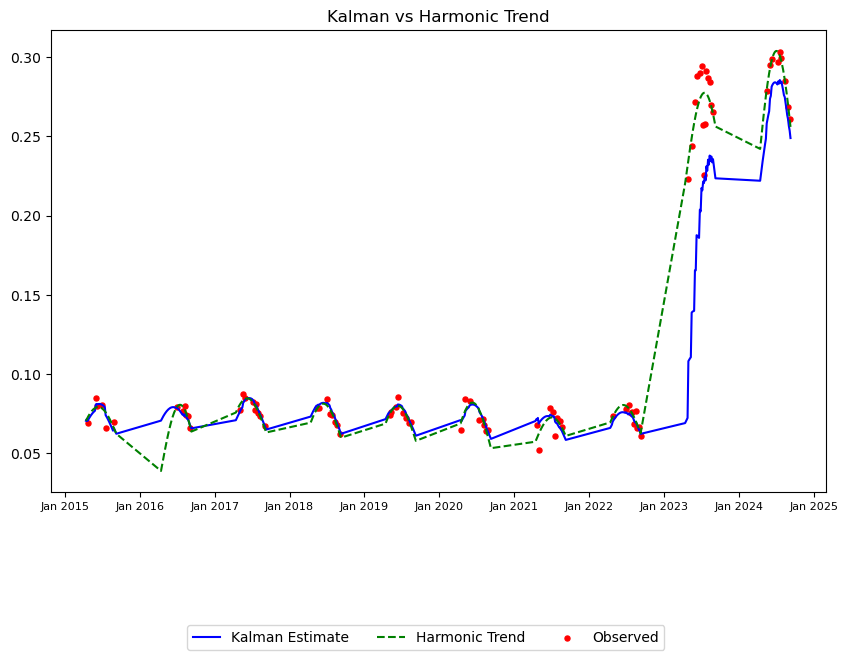 Kalman vs Harmonic Trend
0.30
0.25
0.20
0.15
0.10
0.05
Jan 2015 Jan 2016 Jan 2017 Jan 2018 Jan 2019 Jan 2020 Jan 2021 Jan 2022 Jan 2023 Jan 2024 Jan 2025
Kalman Estimate Harmonic Trend Observed